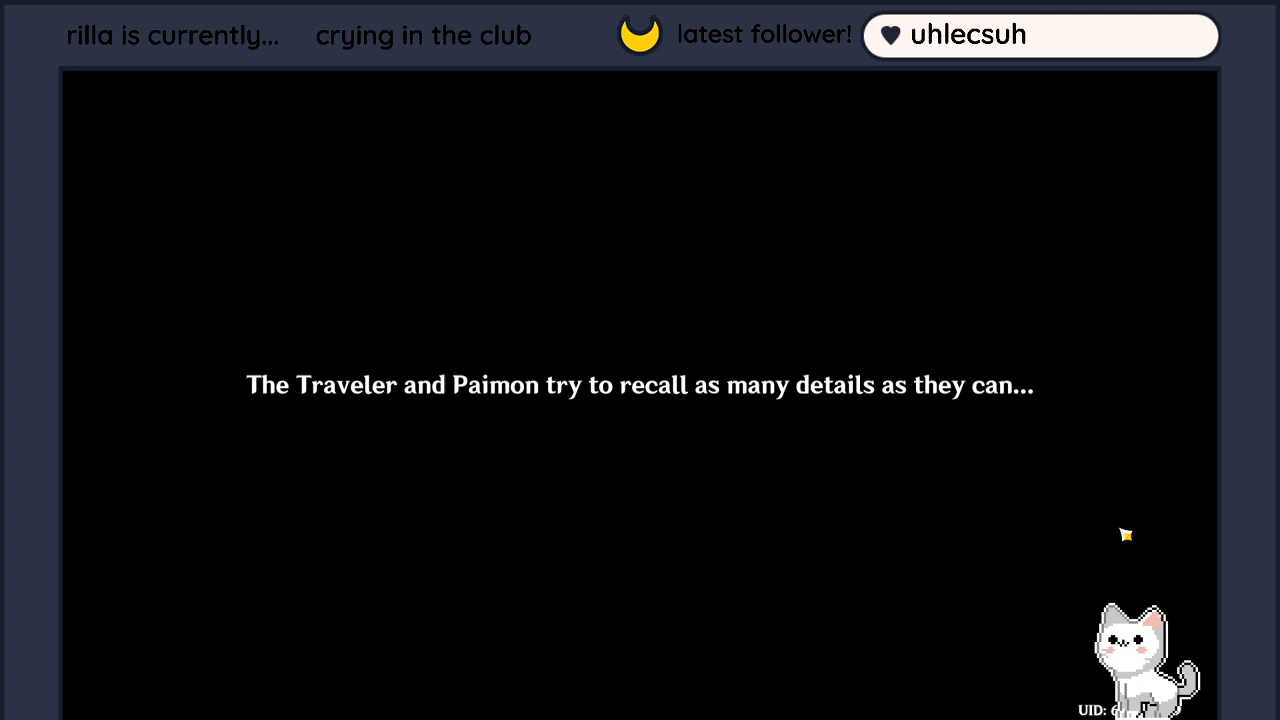 rilla is currently... crying in the club latest follower! uhlecsuh
The Traveler and Paimon try to recall as many details as they can...
UID: 6